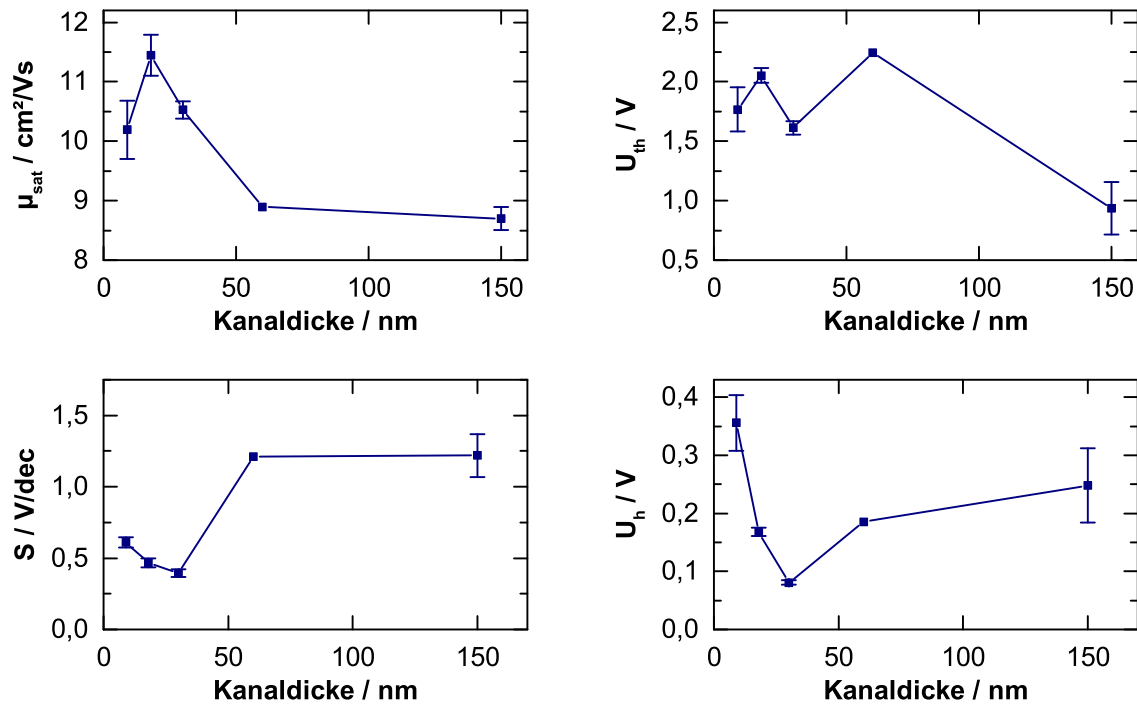 12
11
10
9
8
µsat / cm²/Vs
0 50 100 150
Kanaldicke / nm
2,5
2,0
1,5
1,0
0,5
Uth / V
0 50 100 150
Kanaldicke / nm
1,5
1,0
0,5
0,0
S / V/dec
0 50 100 150
Kanaldicke / nm
0,4
0,3
0,2
0,1
0,0
Uh / V
0 50 100 150
Kanaldicke / nm